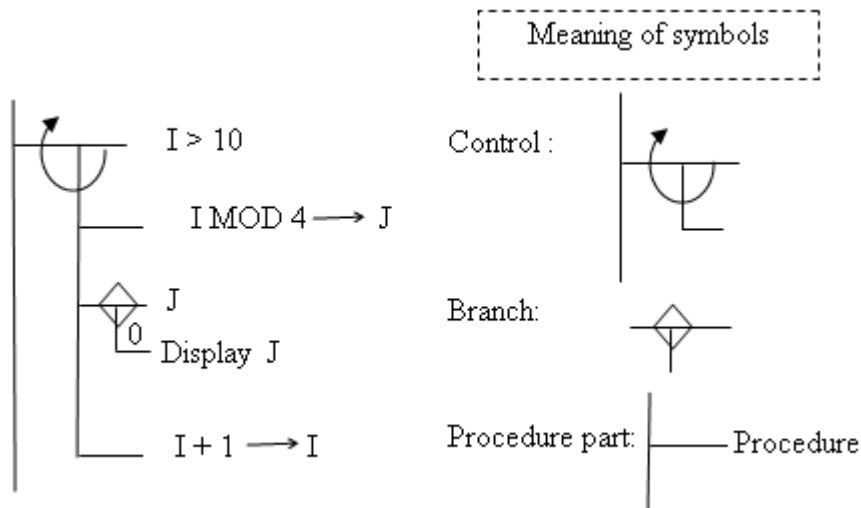 Meaning of symbols
I > 10
I MOD 4 → J
J
0
Display J
I + 1 → I
Control :
Branch:
Procedure part:
Procedure